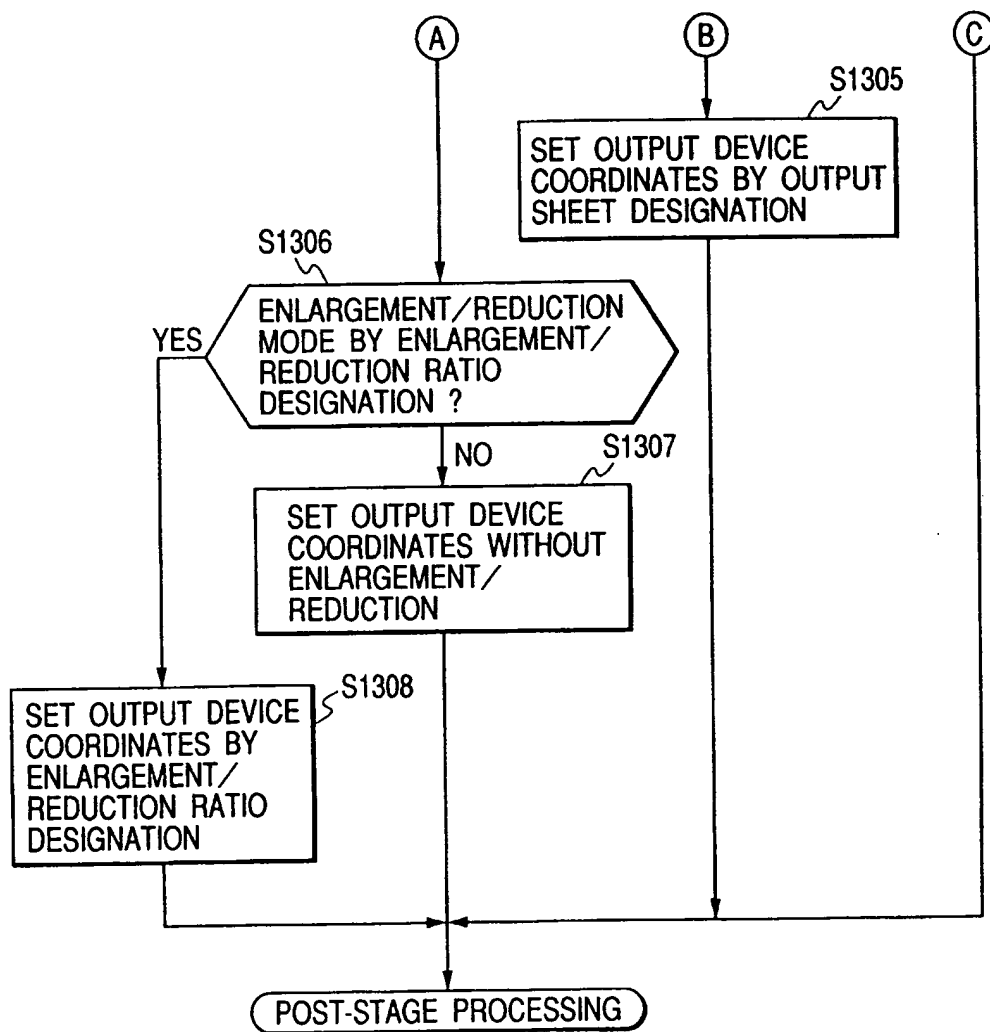 A
B
C
S1305
SET OUTPUT DEVICE
COORDINATES BY OUTPUT
SHEET DESIGNATION
S1306
ENLARGEMENT/REDUCTION
MODE BY ENLARGEMENT/
REDUCTION RATIO
DESIGNATION ?
YES
NO
S1307
SET OUTPUT DEVICE
COORDINATES WITHOUT
ENLARGEMENT/
REDUCTION
S1308
SET OUTPUT DEVICE
COORDINATES BY
ENLARGEMENT/
REDUCTION RATIO
DESIGNATION
POST-STAGE PROCESSING